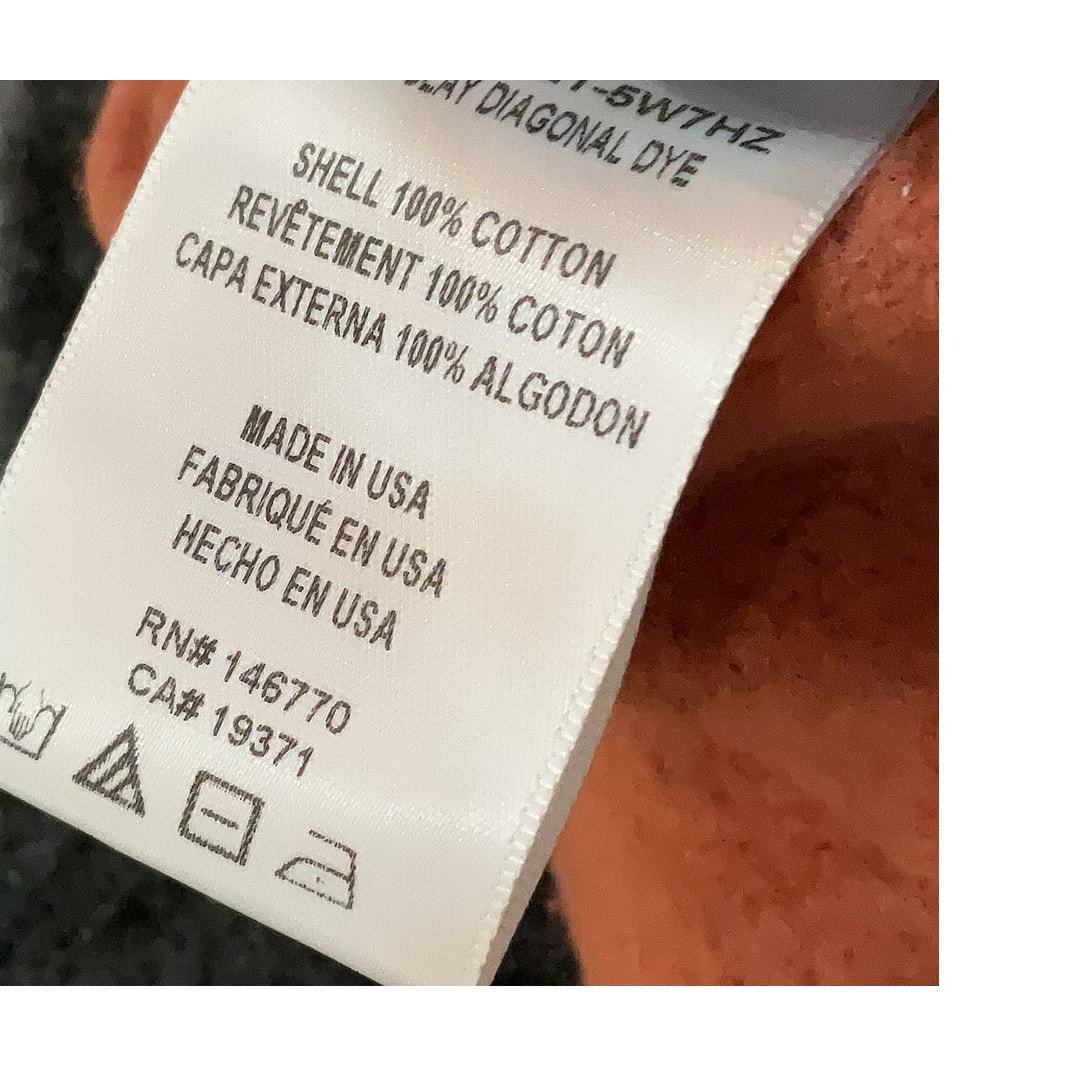 DIAGONAL DYE
SHELL 100% COTTON
REVÊTEMENT 100% COTON
CAPA EXTERNA 100% ALGODON
MADE IN USA
FABRIQUÉ EN USA
HECHO EN USA
RN# 146770
CA# 19371